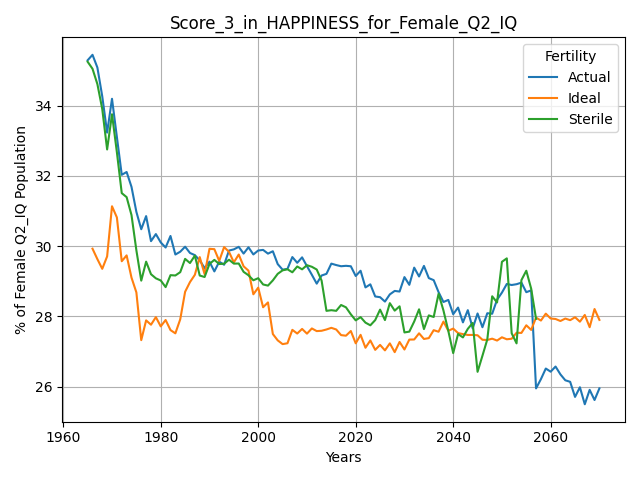 Score_3_in_HAPPINESS_for_Female_Q2_IQ
% of Female Q2_IQ Population
34
32
30
28
26
Fertility
Actual
Ideal
Sterile
1960
1980
2000
2020
2040
2060
Years